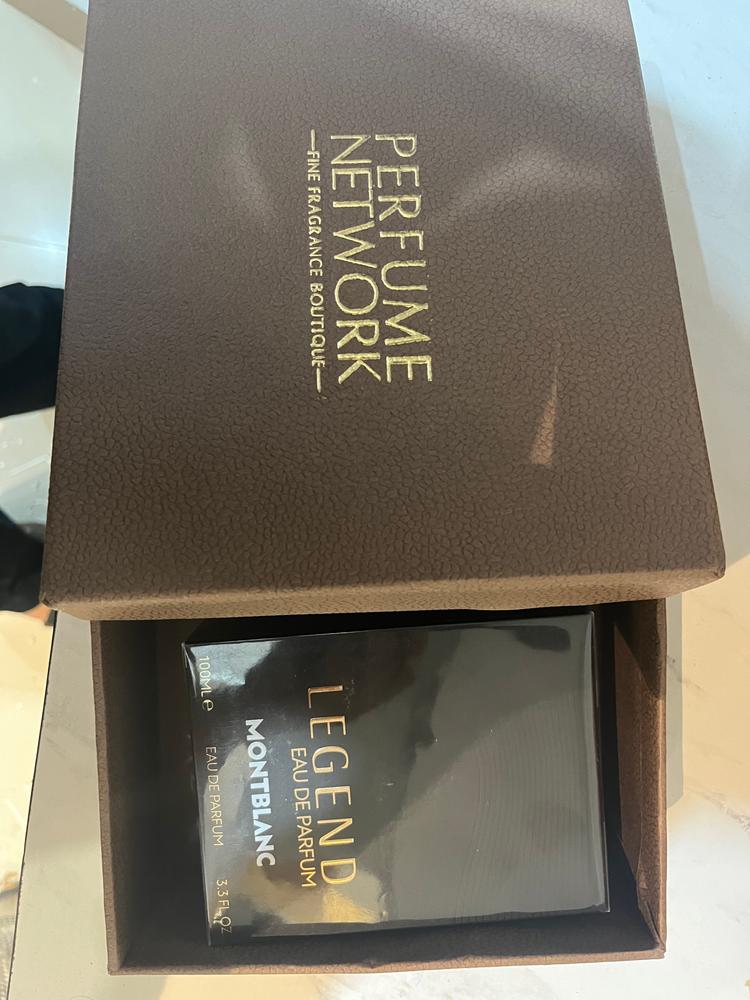 PERFUME
NETWORK
—FINE FRAGRANCE BOUTIQUE—
LEGEND
EAU DE PARFUM
MONTBLANC
100ML e EAU DE PARFUM 3.3 FL.OZ